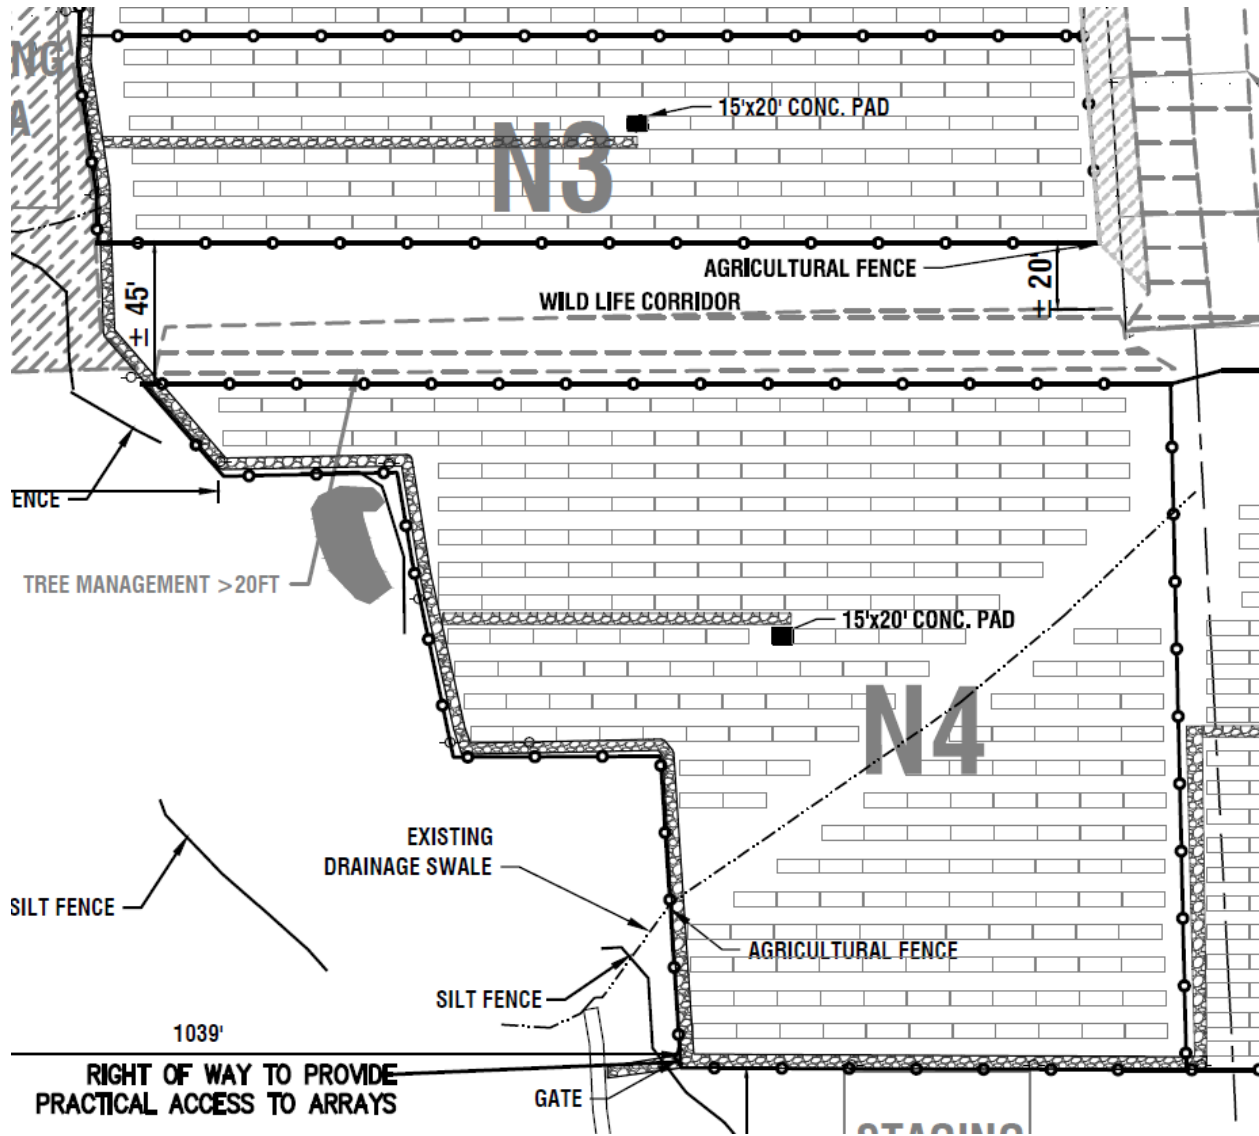 NG
A
15'x20' CONC. PAD
N3
AGRICULTURAL FENCE
± 20'
± 45'
WILD LIFE CORRIDOR
ENCE
TREE MANAGEMENT >20FT
15'x20' CONC. PAD
N4
EXISTING
DRAINAGE SWALE
SILT FENCE
AGRICULTURAL FENCE
SILT FENCE
1039'
RIGHT OF WAY TO PROVIDE
PRACTICAL ACCESS TO ARRAYS
GATE
STAGING